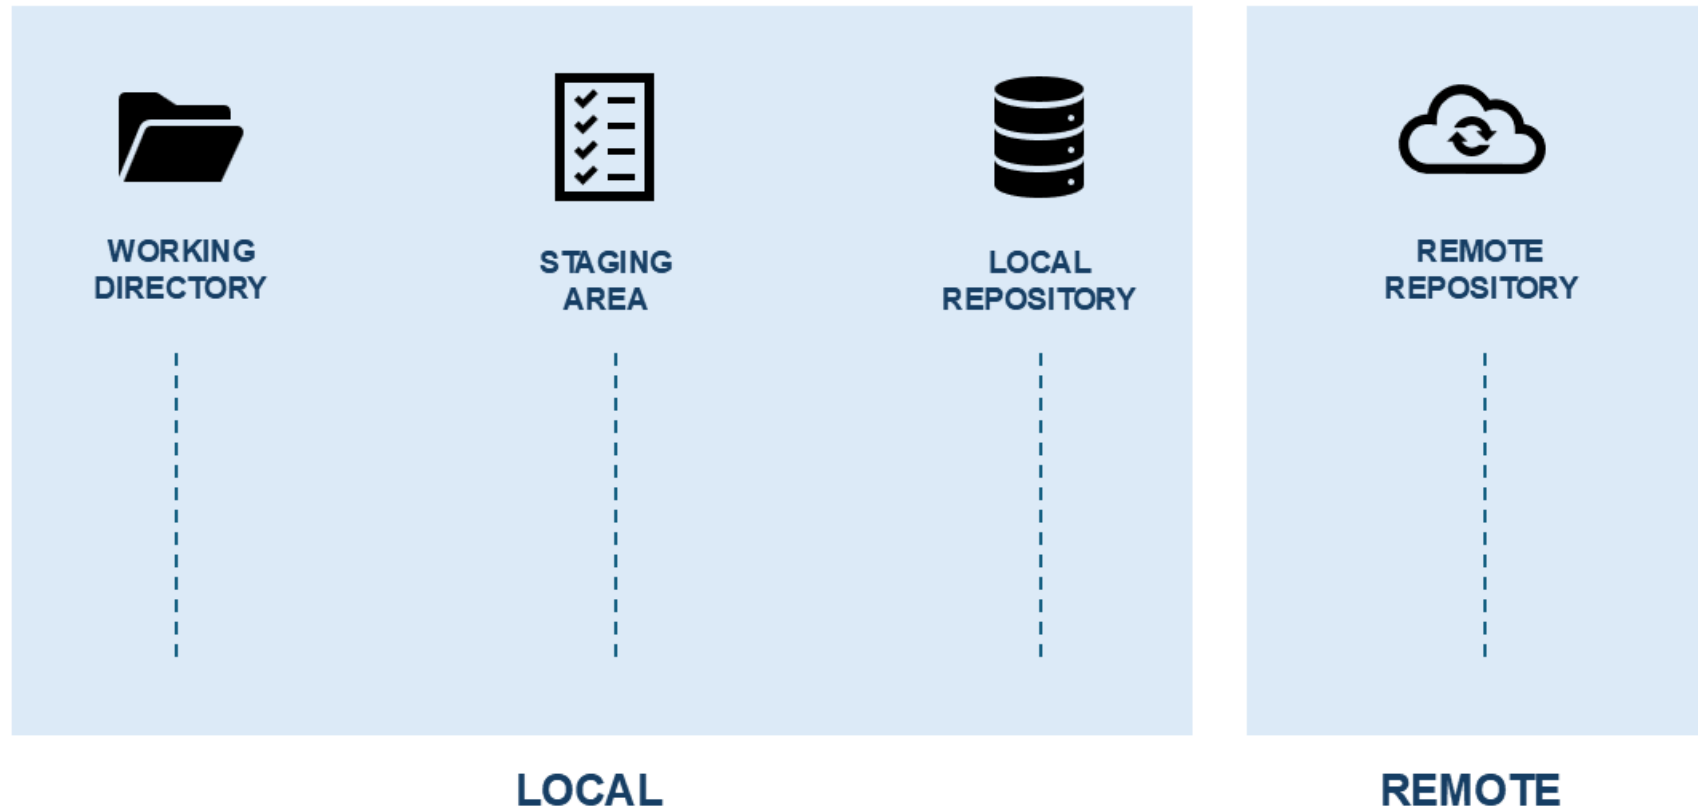 WORKING
DIRECTORY
STAGING
AREA
LOCAL
REPOSITORY
REMOTE
REPOSITORY
LOCAL
REMOTE